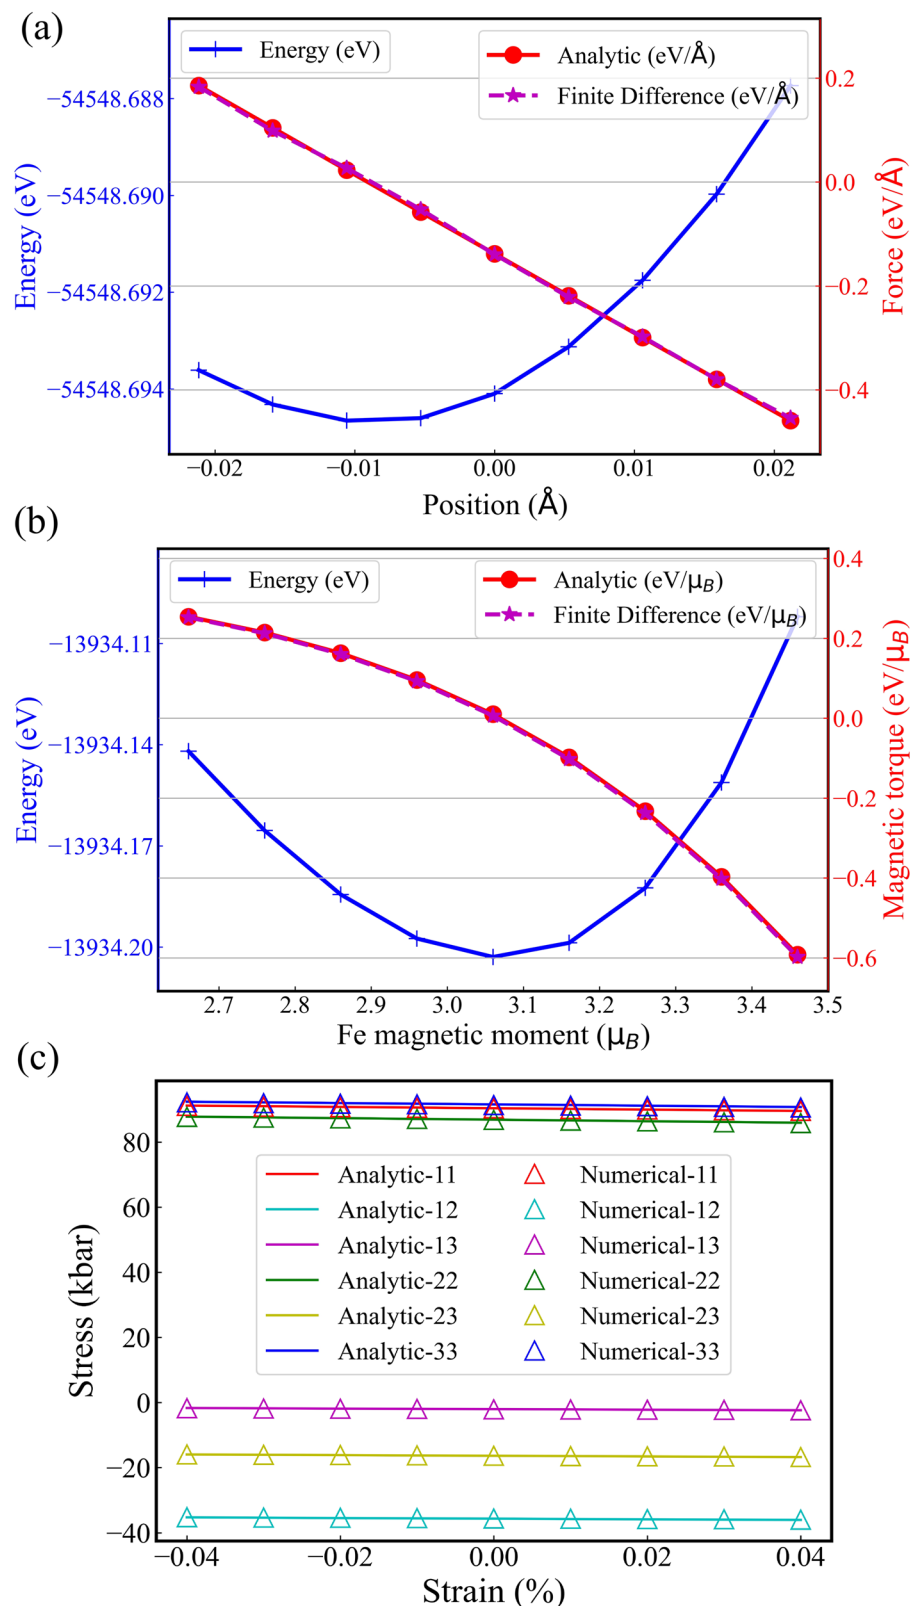 (a)
Energy (eV)
Analytic (eV/Å)
Finite Difference (eV/Å)
−54548.688
−54548.690
−54548.692
−54548.694
Energy (eV)
0.2
0.0
−0.2
−0.4
Force (eV/Å)
−0.02
−0.01
0.00
0.01
0.02
Position (Å)
(b)
Energy (eV)
Analytic (eV/μB)
Finite Difference (eV/μB)
−13934.11
−13934.14
−13934.17
−13934.20
Energy (eV)
0.4
0.2
0.0
−0.2
−0.4
−0.6
Magnetic torque (eV/μB)
2.7
2.8
2.9
3.0
3.1
3.2
3.3
3.4
3.5
Fe magnetic moment (μB)
(c)
80
60
40
20
0
−20
−40
Stress (kbar)
Analytic-11
Analytic-12
Analytic-13
Analytic-22
Analytic-23
Analytic-33
Numerical-11
Numerical-12
Numerical-13
Numerical-22
Numerical-23
Numerical-33
−0.04
−0.02
0.00
0.02
0.04
Strain (%)